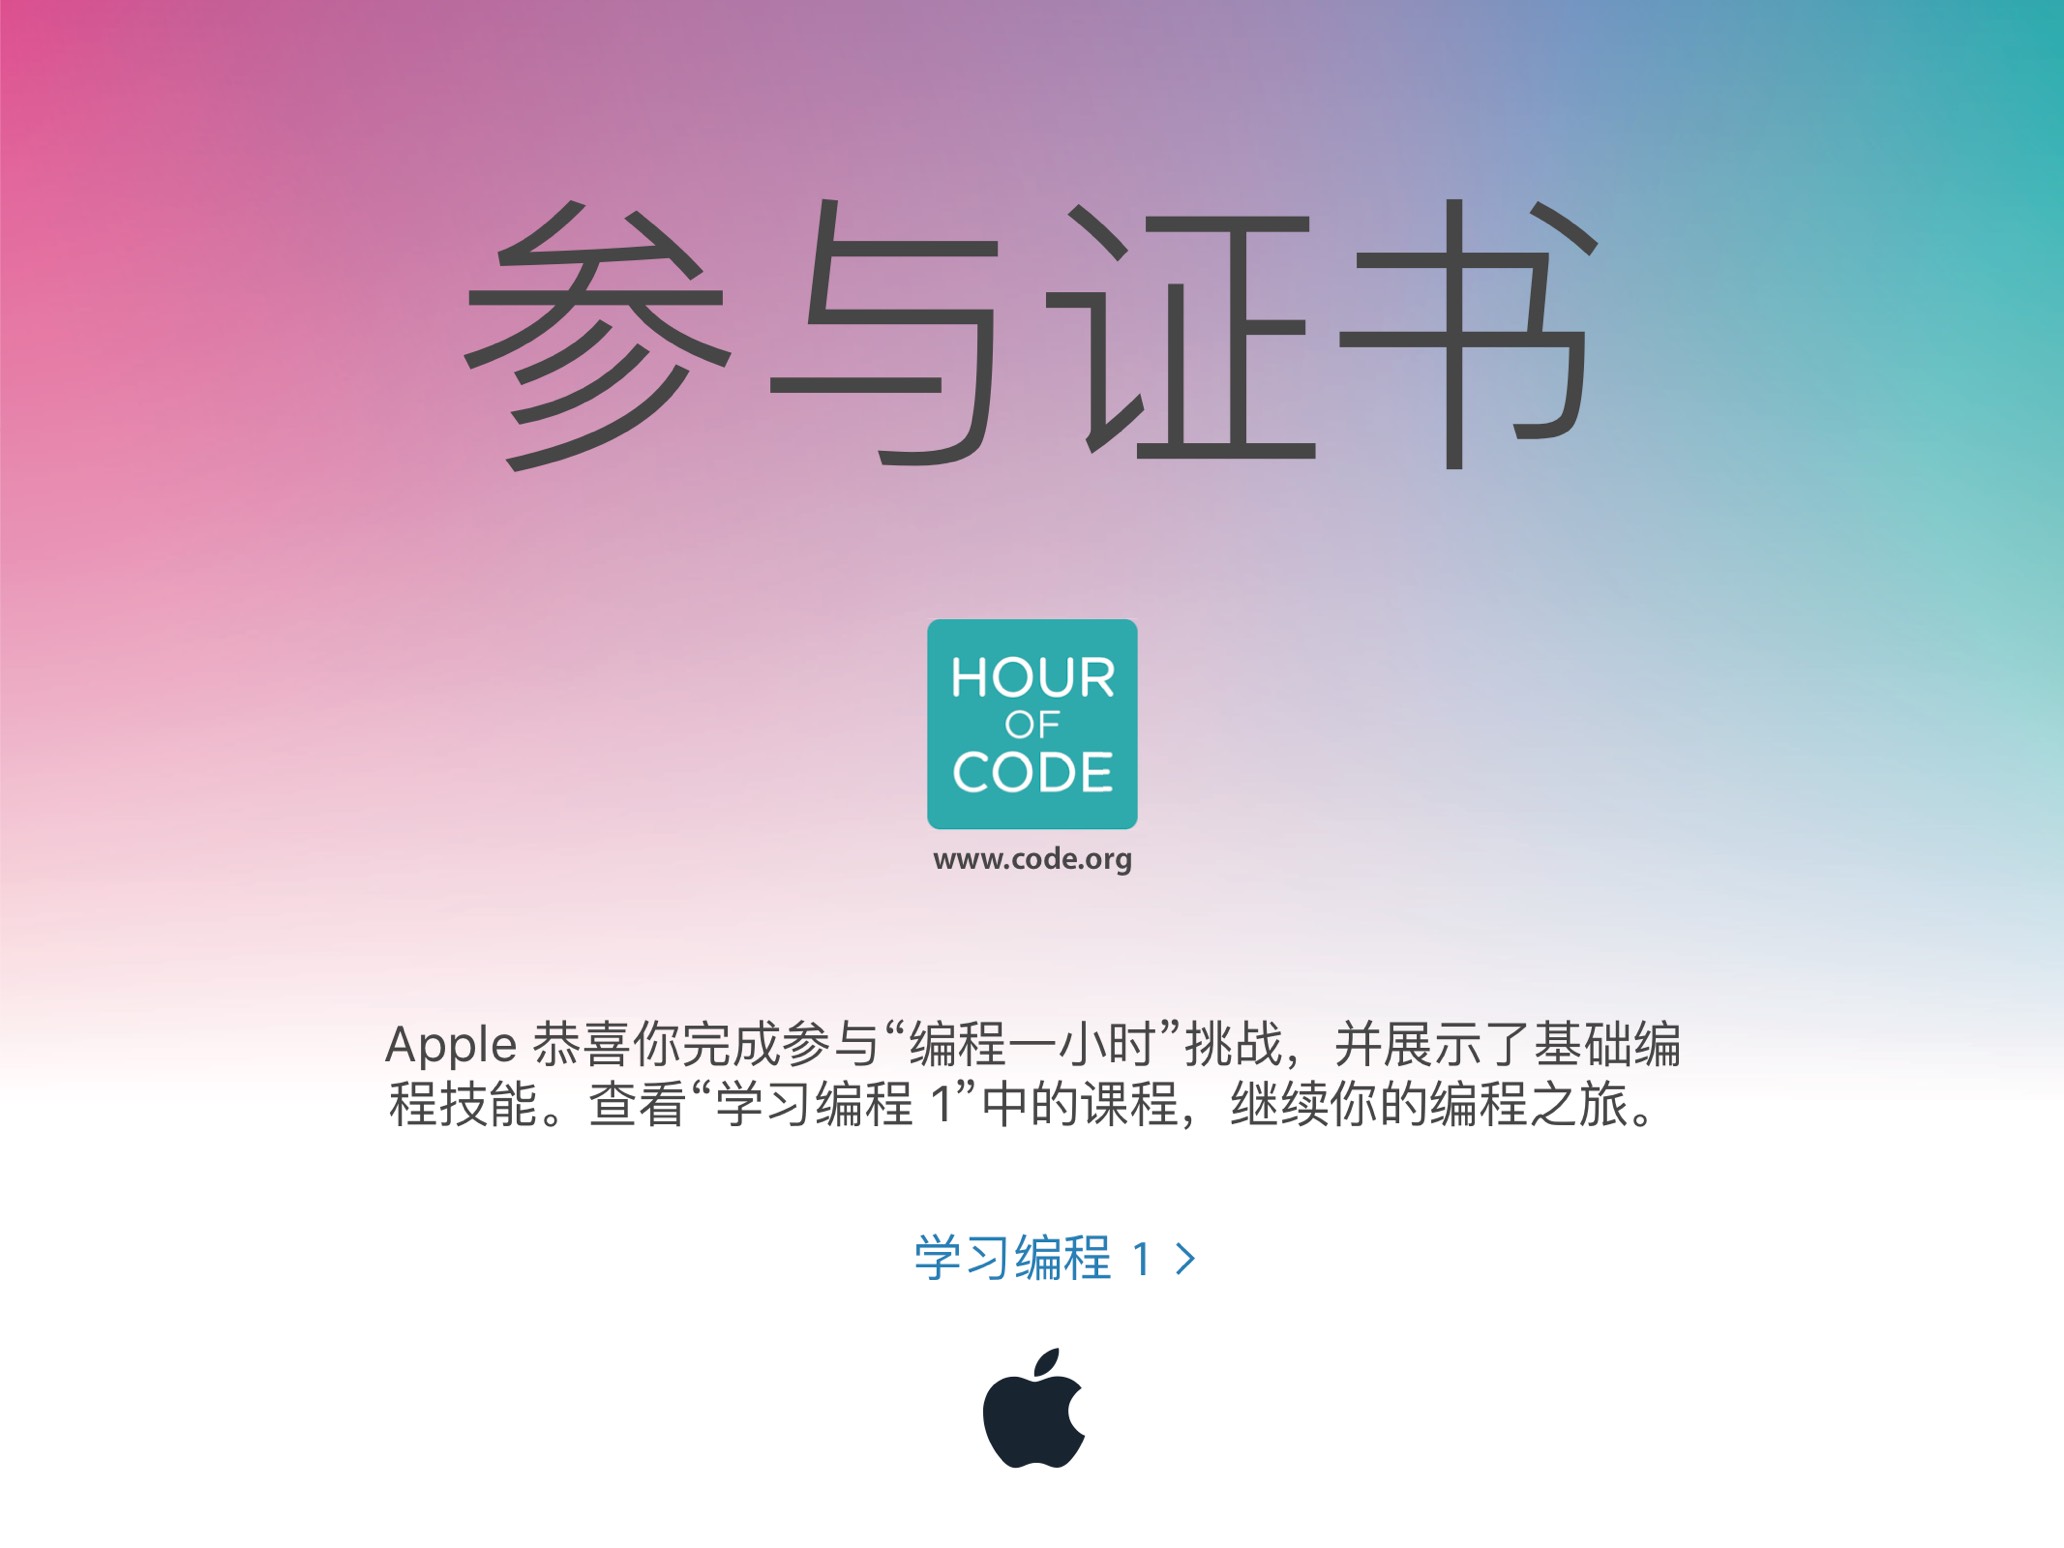 参与证书
HOUR
OF
CODE
www.code.org
Apple 恭喜你完成参与“编程一小时”挑战，并展示了基础编
程技能。查看“学习编程 1”中的课程，继续你的编程之旅。
学习编程 1 >